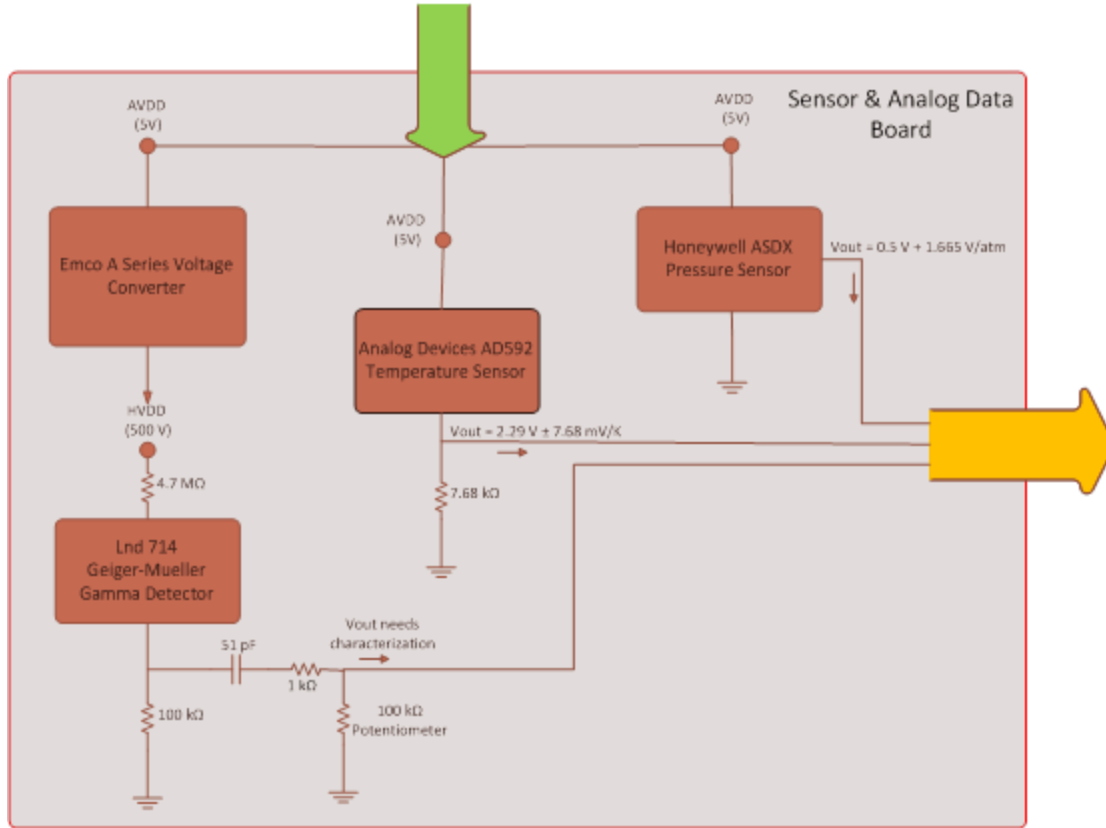 Sensor & Analog Data
Board
AVDD
(5V)
AVDD
(5V)
AVDD
(5V)
Emco A Series Voltage
Converter
Honeywell ASDX
Pressure Sensor
Vout = 0.5 V + 1.665 V/atm
Analog Devices AD592
Temperature Sensor
HVDD
(500 V)
Vout = 2.29 V ± 7.68 mV/K
4.7 MΩ
7.68 kΩ
Lnd 714
Geiger-Mueller
Gamma Detector
Vout needs
characterization
51 pF
1 kΩ
100 kΩ
100 kΩ
Potentiometer